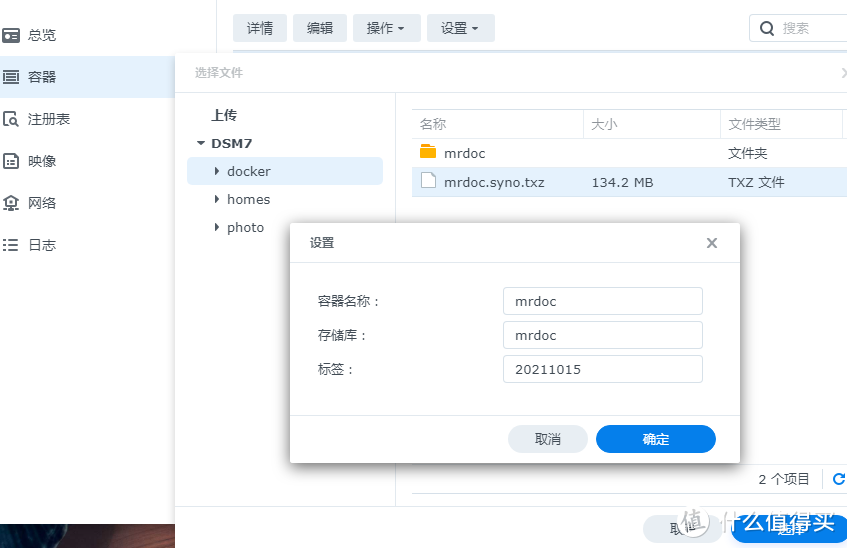 总览
容器
注册表
映像
网络
日志
详情 编辑 操作 设置 搜索
选择文件
上传
DSM7
docker
homes
photo
名称 大小 文件类型
mrdoc 文件夹
mrdoc.syno.txz 134.2 MB TXZ 文件
设置
容器名称： mrdoc
存储库： mrdoc
标签： 20211015
取消 确定
2 个项目
取消 选择
值 什么值得买